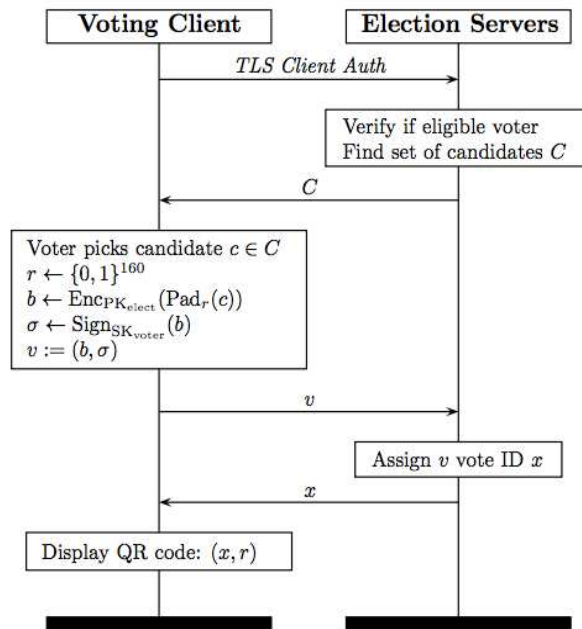 Voting Client
Election Servers
TLS Client Auth
Verify if eligible voter
Find set of candidates C
C
Voter picks candidate c ∈ C
r ← {0, 1}^160
b ← Enc_PK_elect(Pad_r(c))
σ ← Sign_SK_voter(b)
v := (b, σ)
v
Assign v vote ID x
x
Display QR code: (x, r)